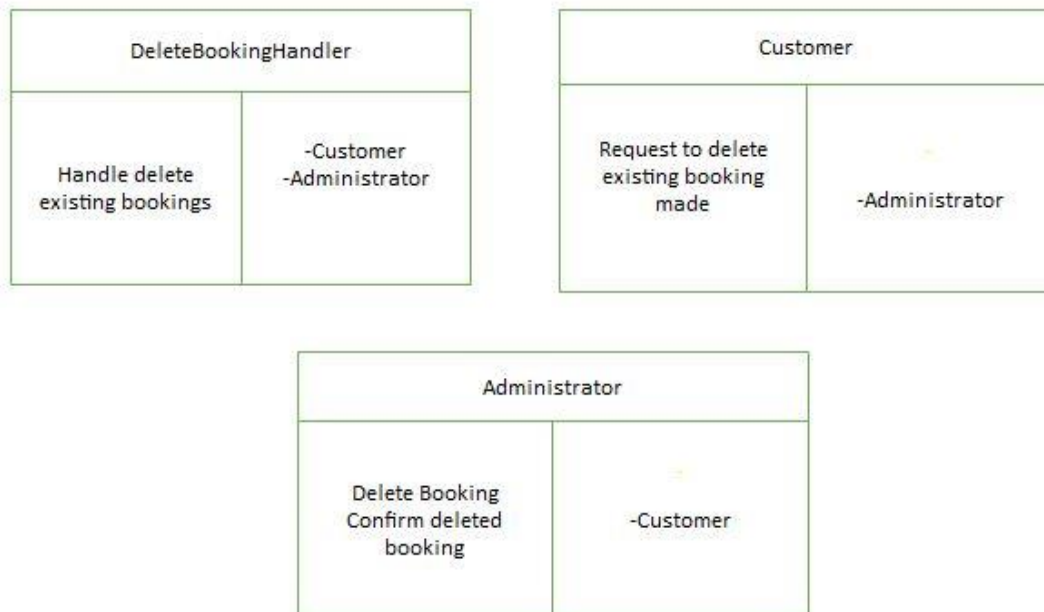 DeleteBookingHandler
Handle delete
existing bookings
-Customer
-Administrator
Customer
Request to delete
existing booking
made
-Administrator
Administrator
Delete Booking
Confirm deleted
booking
-Customer